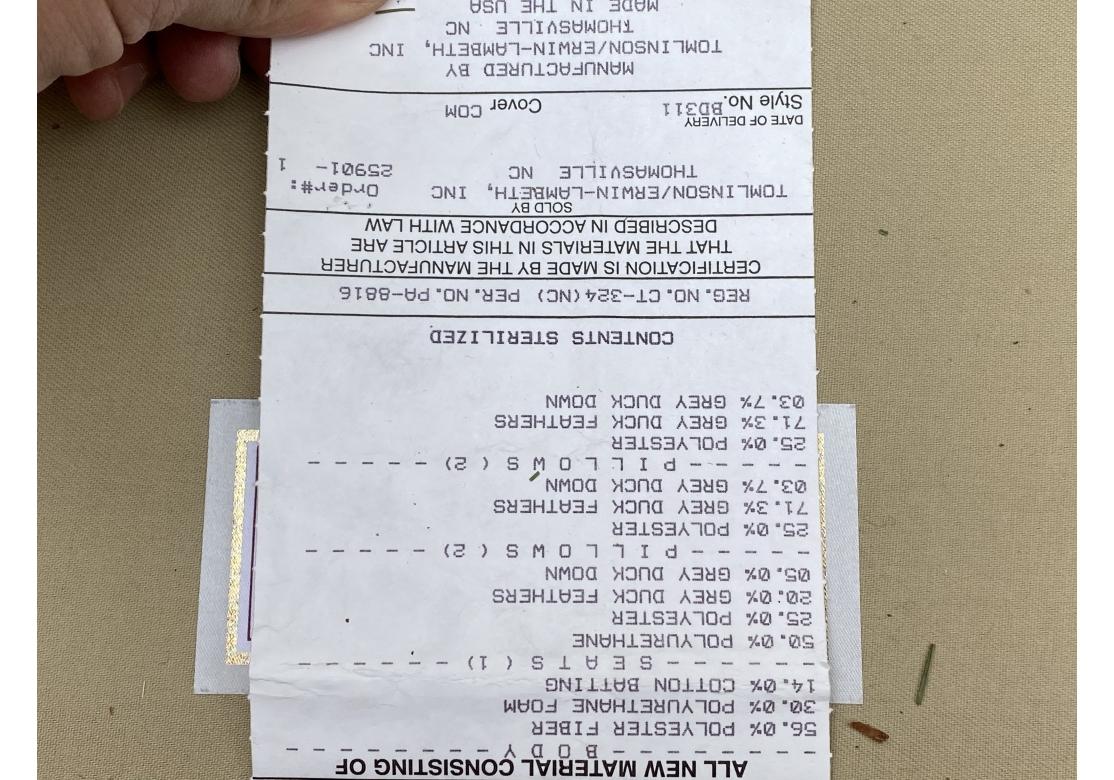 ALL NEW MATERIAL CONSISTING OF
- - - - - - - B O D Y - - - - - - - - -
56.0% POLYESTER FIBER
30.0% POLYURETHANE FOAM
14.0% COTTON BATTING
- - - - - - - S E A T S ( 1 ) - - - - - - -
50.0% POLYURETHANE
25.0% POLYESTER
20.0% GREY DUCK FEATHERS
05.0% GREY DUCK DOWN
- - - - - - P I L L O W S ( 2 ) - - - - - -
25.0% POLYESTER
71.3% GREY DUCK FEATHERS
03.7% GREY DUCK DOWN
- - - - - - P I L L O W S ( 2 ) - - - - - -
25.0% POLYESTER
71.3% GREY DUCK FEATHERS
03.7% GREY DUCK DOWN
CONTENTS STERILIZED
REG. NO. CT-324(NC) PER. NO. PA-8816
CERTIFICATION IS MADE BY THE MANUFACTURER
THAT THE MATERIALS IN THIS ARTICLE ARE
DESCRIBED IN ACCORDANCE WITH LAW
SOLD BY
TOMLINSON/ERWIN-LAMBETH, INC Order#:
THOMASVILLE NC 25901- 1
DATE OF DELIVERY
Style No. BD311 Cover COM
MANUFACTURED BY
TOMLINSON/ERWIN-LAMBETH, INC
THOMASVILLE NC
MADE IN THE USA